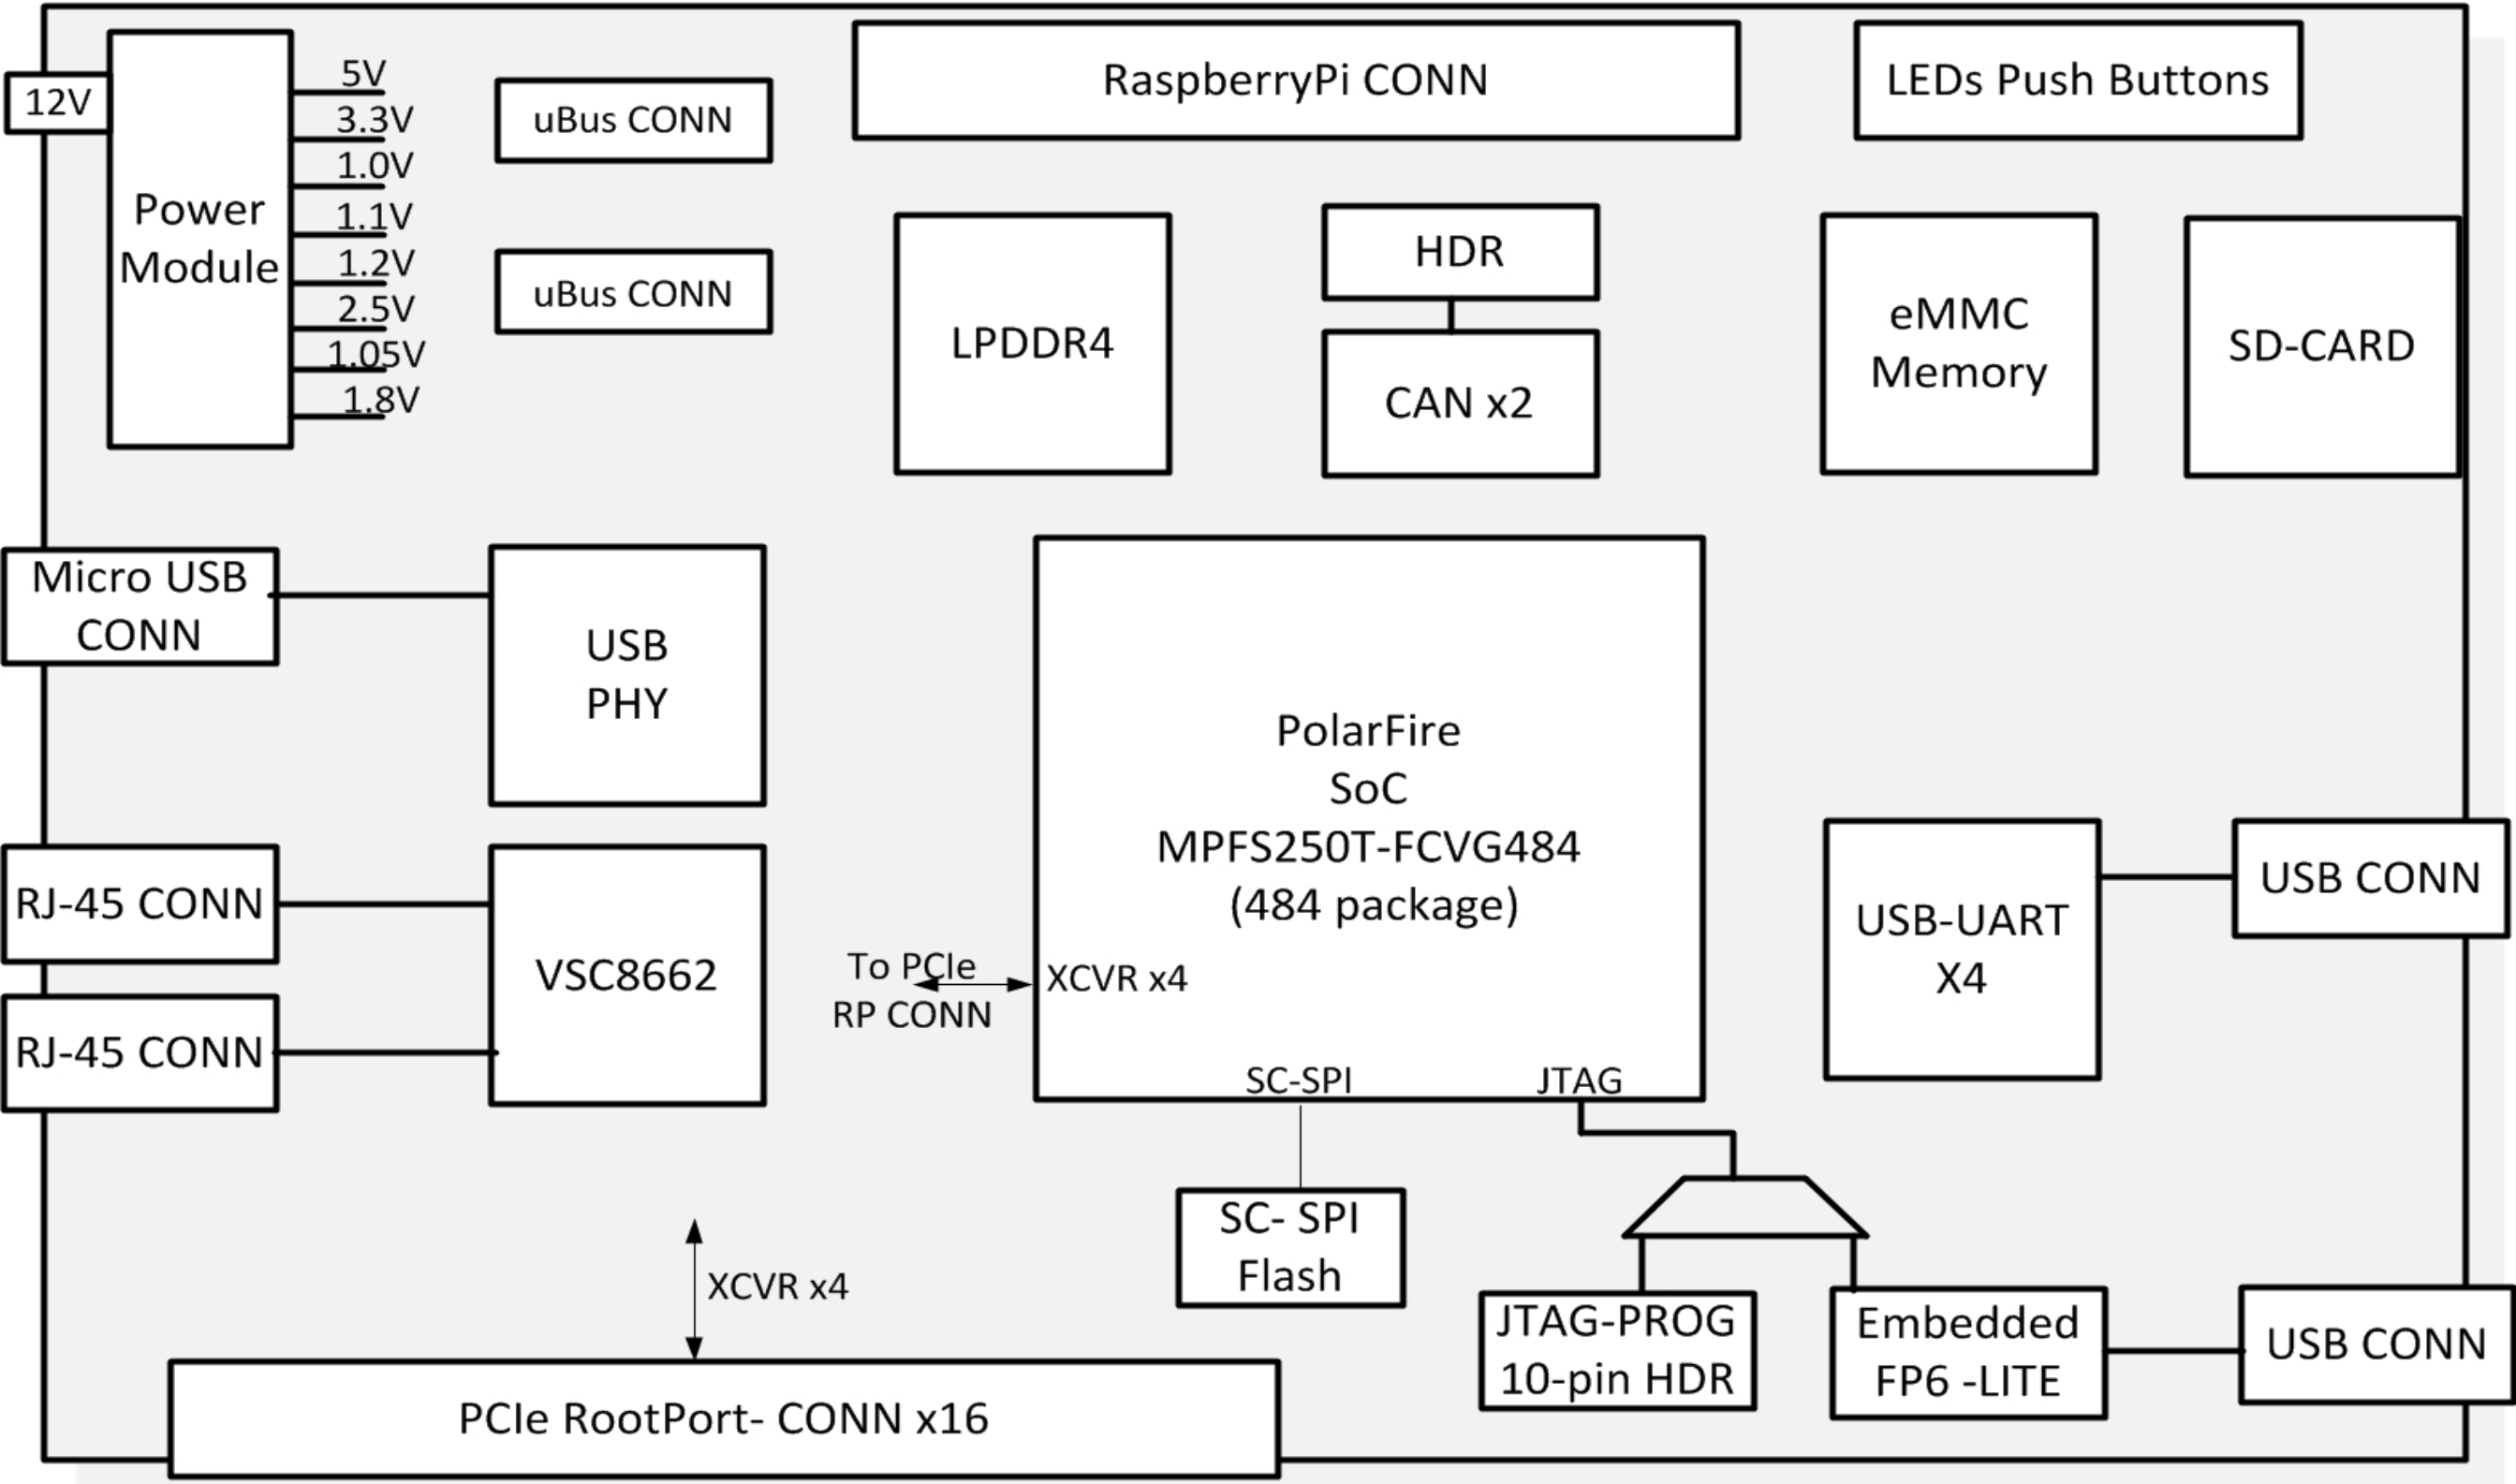 12V
Power
Module
5V
3.3V
1.0V
1.1V
1.2V
2.5V
1.05V
1.8V
uBus CONN
uBus CONN
RaspberryPi CONN
LEDs Push Buttons
LPDDR4
HDR
CAN x2
eMMC
Memory
SD-CARD
Micro USB
CONN
USB
PHY
RJ-45 CONN
RJ-45 CONN
VSC8662
PolarFire
SoC
MPFS250T-FCVG484
(484 package)
To PCIe
RP CONN
XCVR x4
SC-SPI
JTAG
USB-UART
X4
USB CONN
SC- SPI
Flash
XCVR x4
PCIe RootPort- CONN x16
JTAG-PROG
10-pin HDR
Embedded
FP6 -LITE
USB CONN